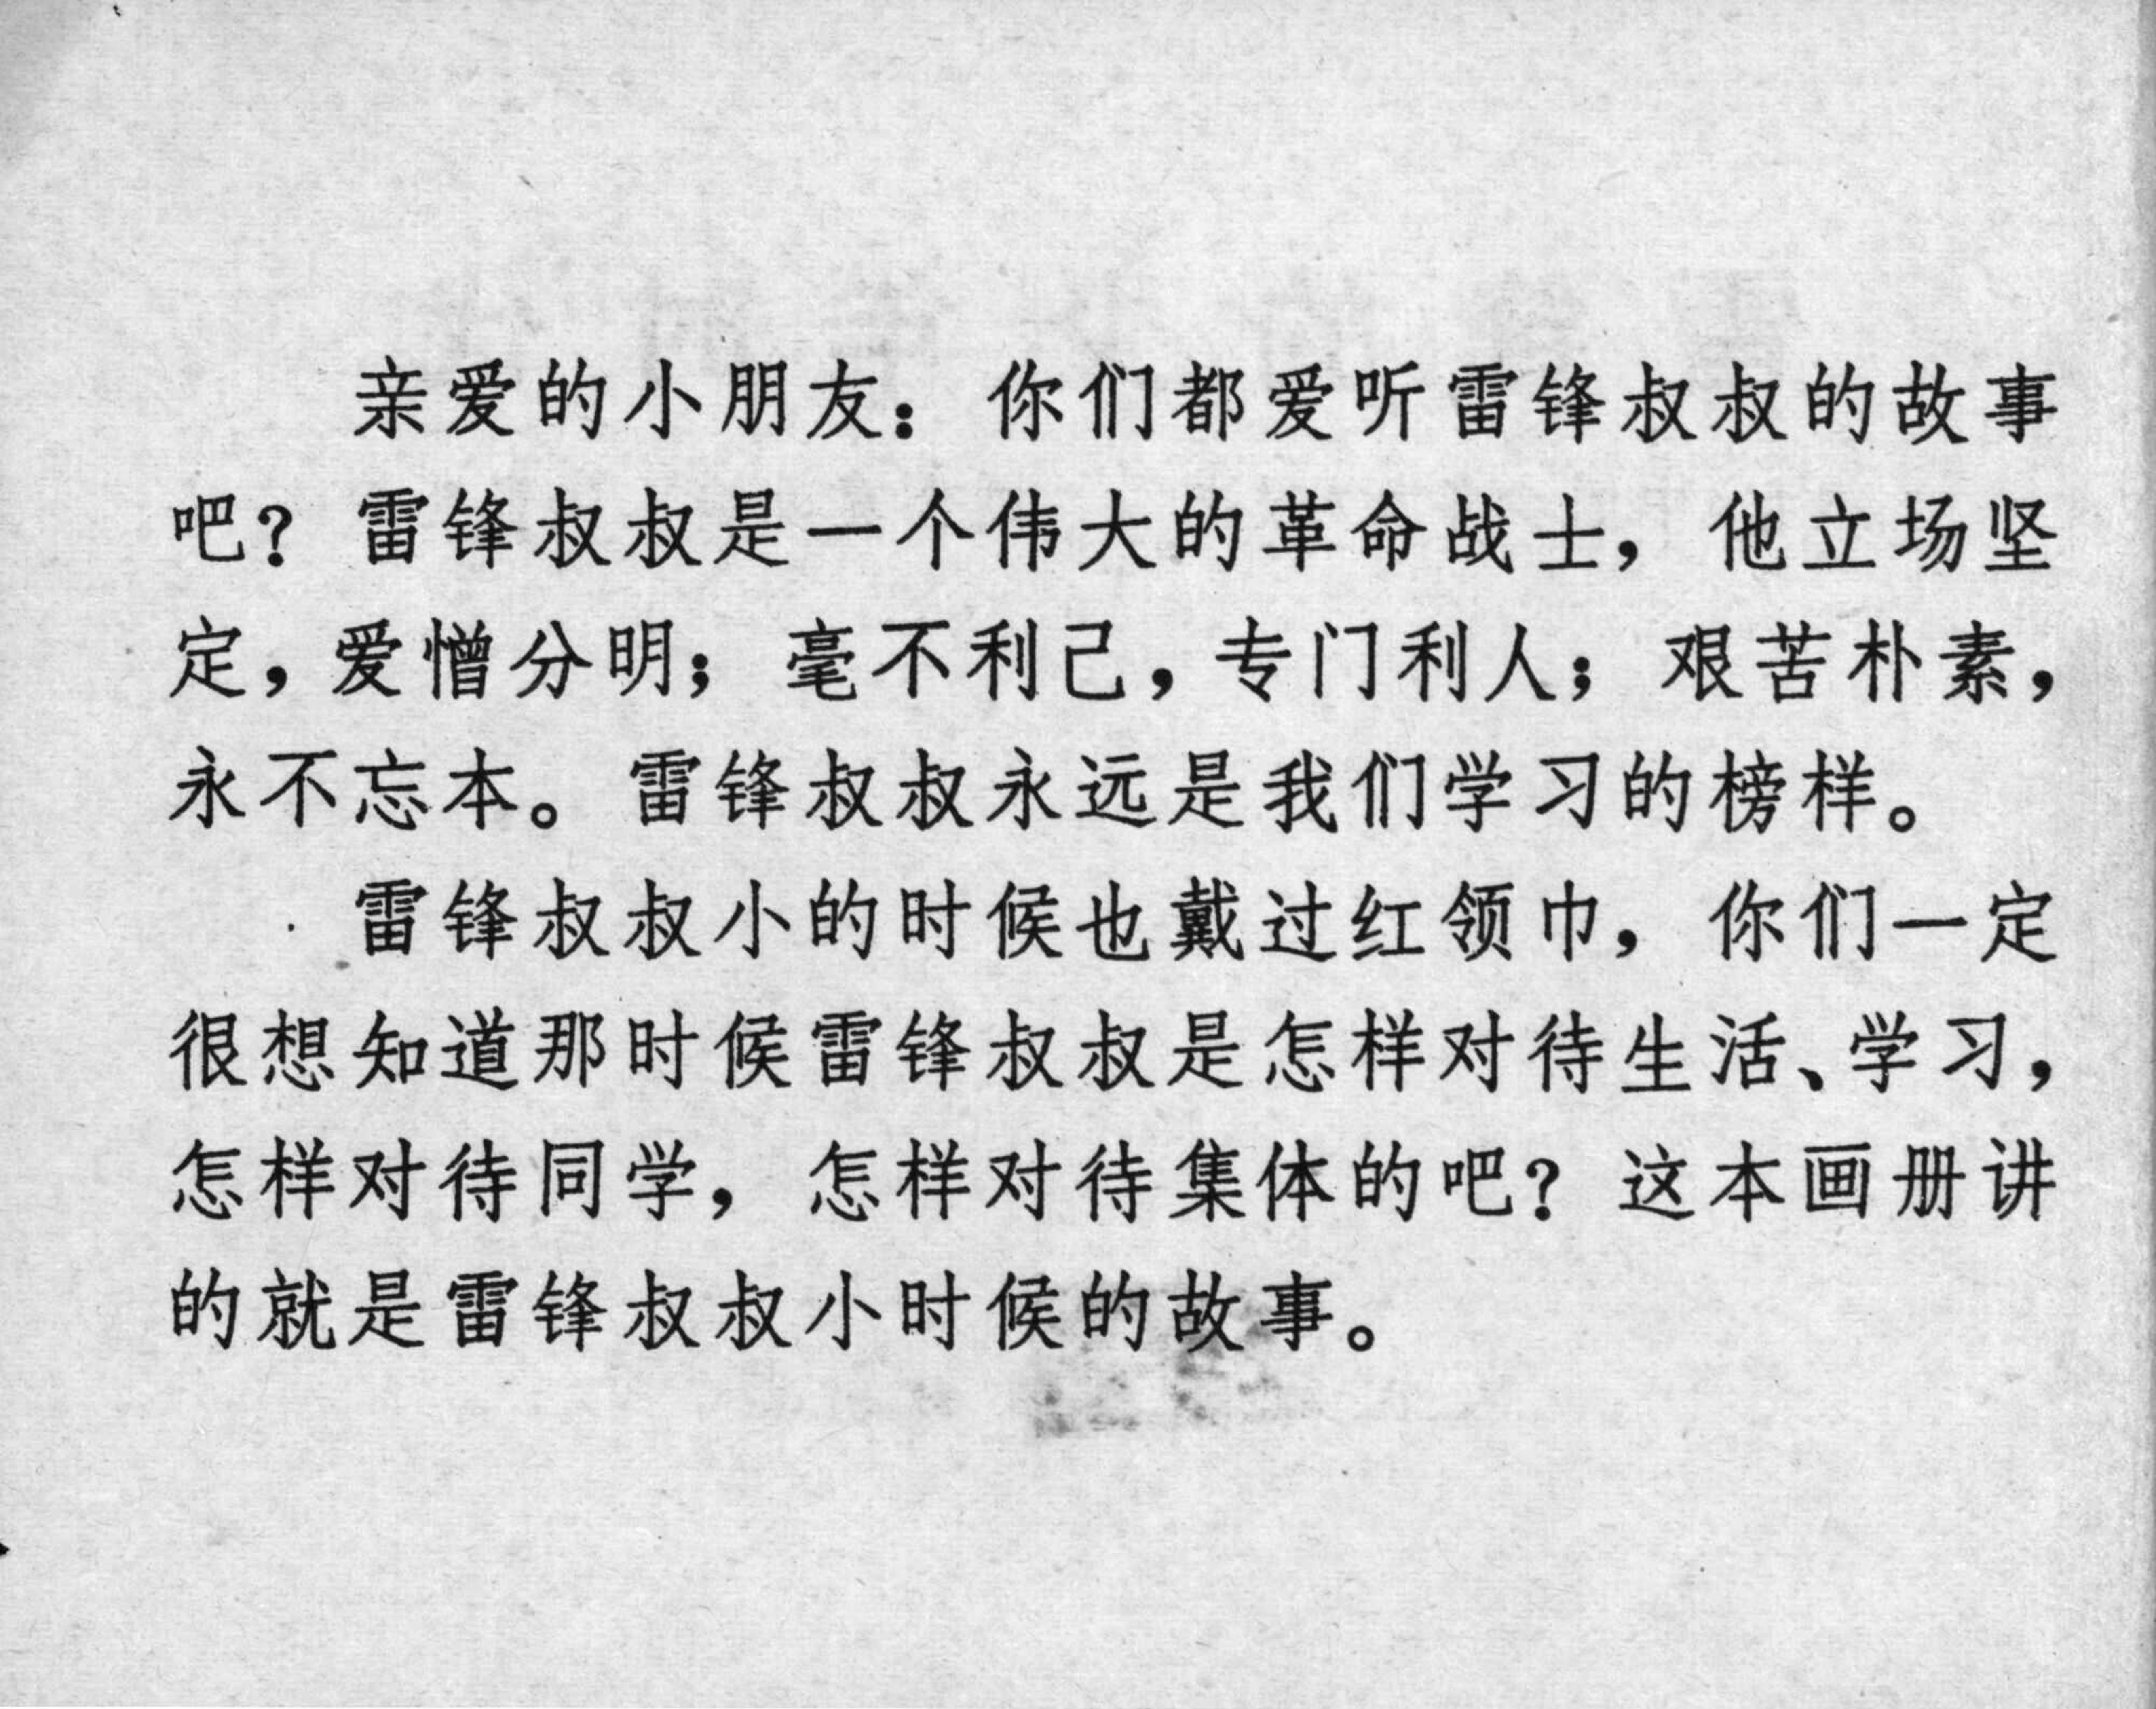 亲爱的小朋友：你们都爱听雷锋叔叔的故事
吧？雷锋叔叔是一个伟大的革命战士，他立场坚
定，爱憎分明；毫不利己，专门利人；艰苦朴素，
永不忘本。雷锋叔叔永远是我们学习的榜样。
雷锋叔叔小的时候也戴过红领巾，你们一定
很想知道那时候雷锋叔叔是怎样对待生活、学习，
怎样对待同学，怎样对待集体的吧？这本画册讲
的就是雷锋叔叔小时候的故事。